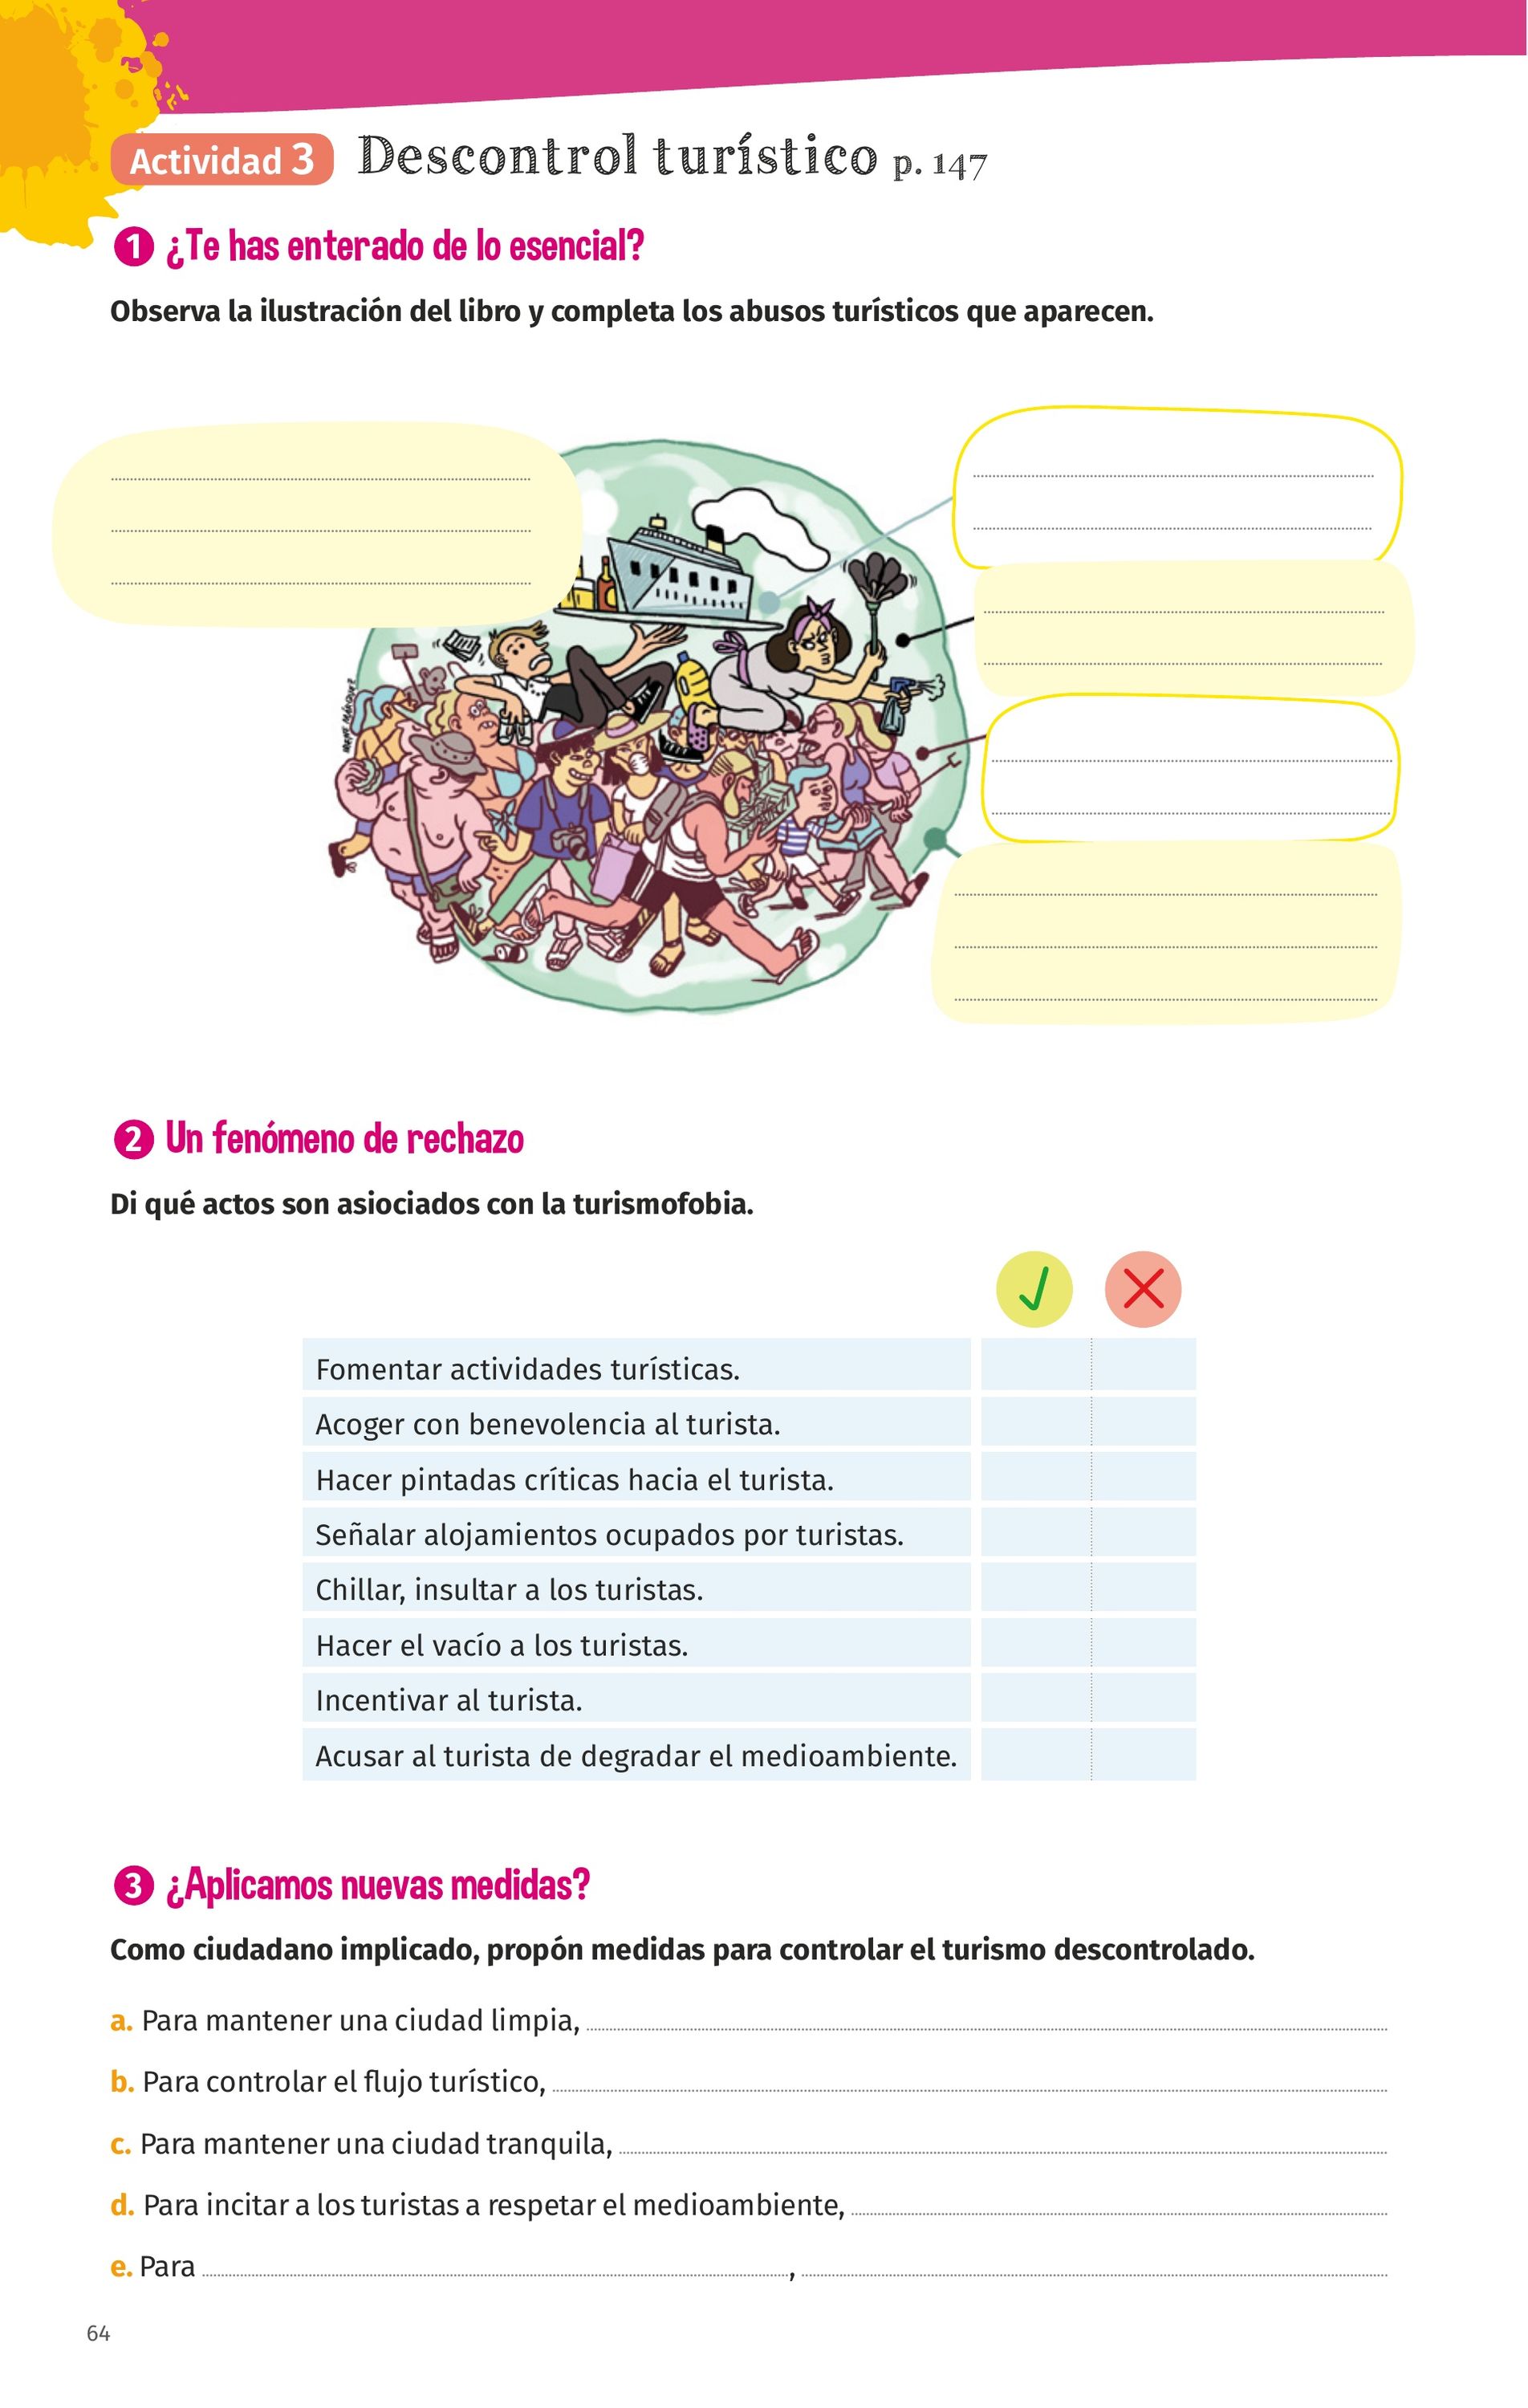 Actividad 3 Descontrol turístico p. 147
1 ¿Te has enterado de lo esencial?
Observa la ilustración del libro y completa los abusos turísticos que aparecen.
2 Un fenómeno de rechazo
Di qué actos son asiociados con la turismofobia.
Fomentar actividades turísticas.
Acoger con benevolencia al turista.
Hacer pintadas críticas hacia el turista.
Señalar alojamientos ocupados por turistas.
Chillar, insultar a los turistas.
Hacer el vacío a los turistas.
Incentivar al turista.
Acusar al turista de degradar el medioambiente.
3 ¿Aplicamos nuevas medidas?
Como ciudadano implicado, propón medidas para controlar el turismo descontrolado.
a. Para mantener una ciudad limpia,
b. Para controlar el flujo turístico,
c. Para mantener una ciudad tranquila,
d. Para incitar a los turistas a respetar el medioambiente,
e. Para ,
64